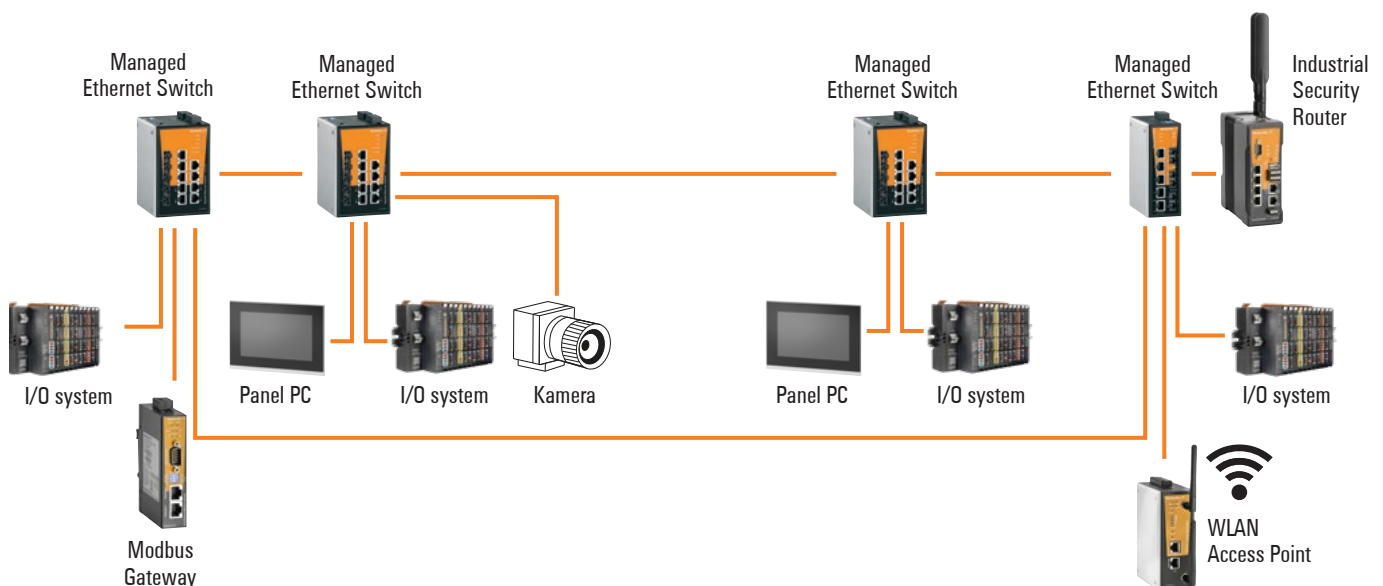 Managed
Ethernet Switch
Managed
Ethernet Switch
Managed
Ethernet Switch
Managed
Ethernet Switch
Industrial
Security
Router
I/O system
Panel PC
I/O system
Kamera
Panel PC
I/O system
I/O system
Modbus
Gateway
WLAN
Access Point